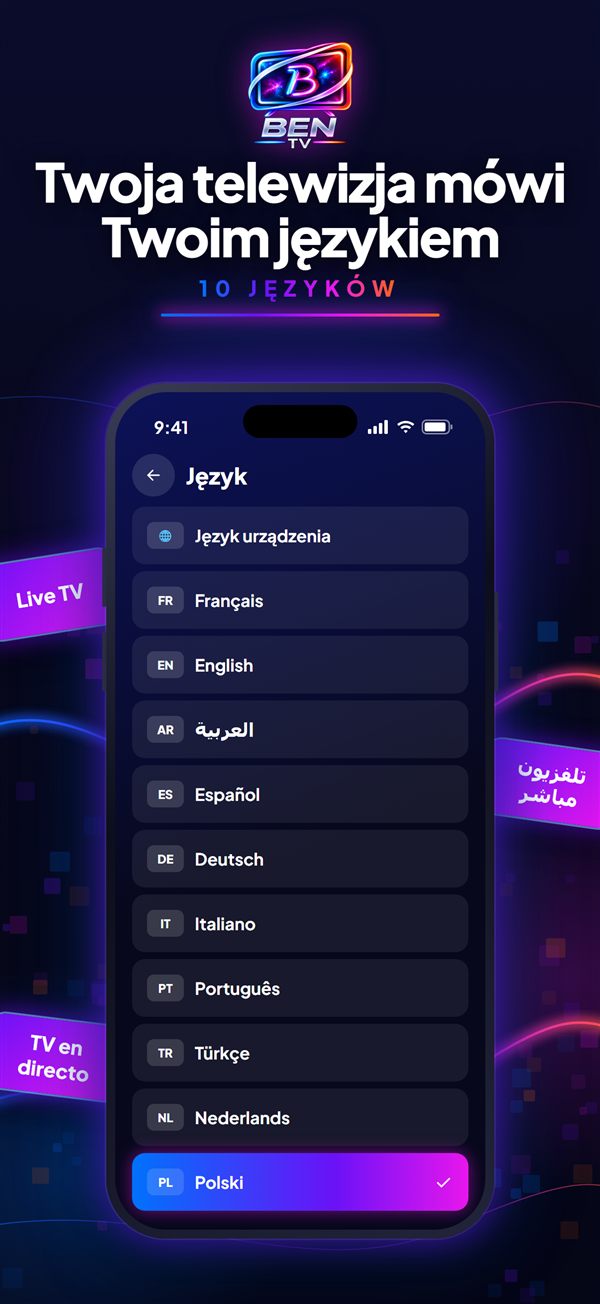 B
BEN
TV
Twoja telewizja mówi
Twoim językiem
10 JĘZYKÓW
9:41
Język
Język urządzenia
Live TV
FR Français
EN English
AR العربية
تلفزيون
مباشر
ES Español
DE Deutsch
IT Italiano
PT Português
TV en
directo
TR Türkçe
NL Nederlands
PL Polski